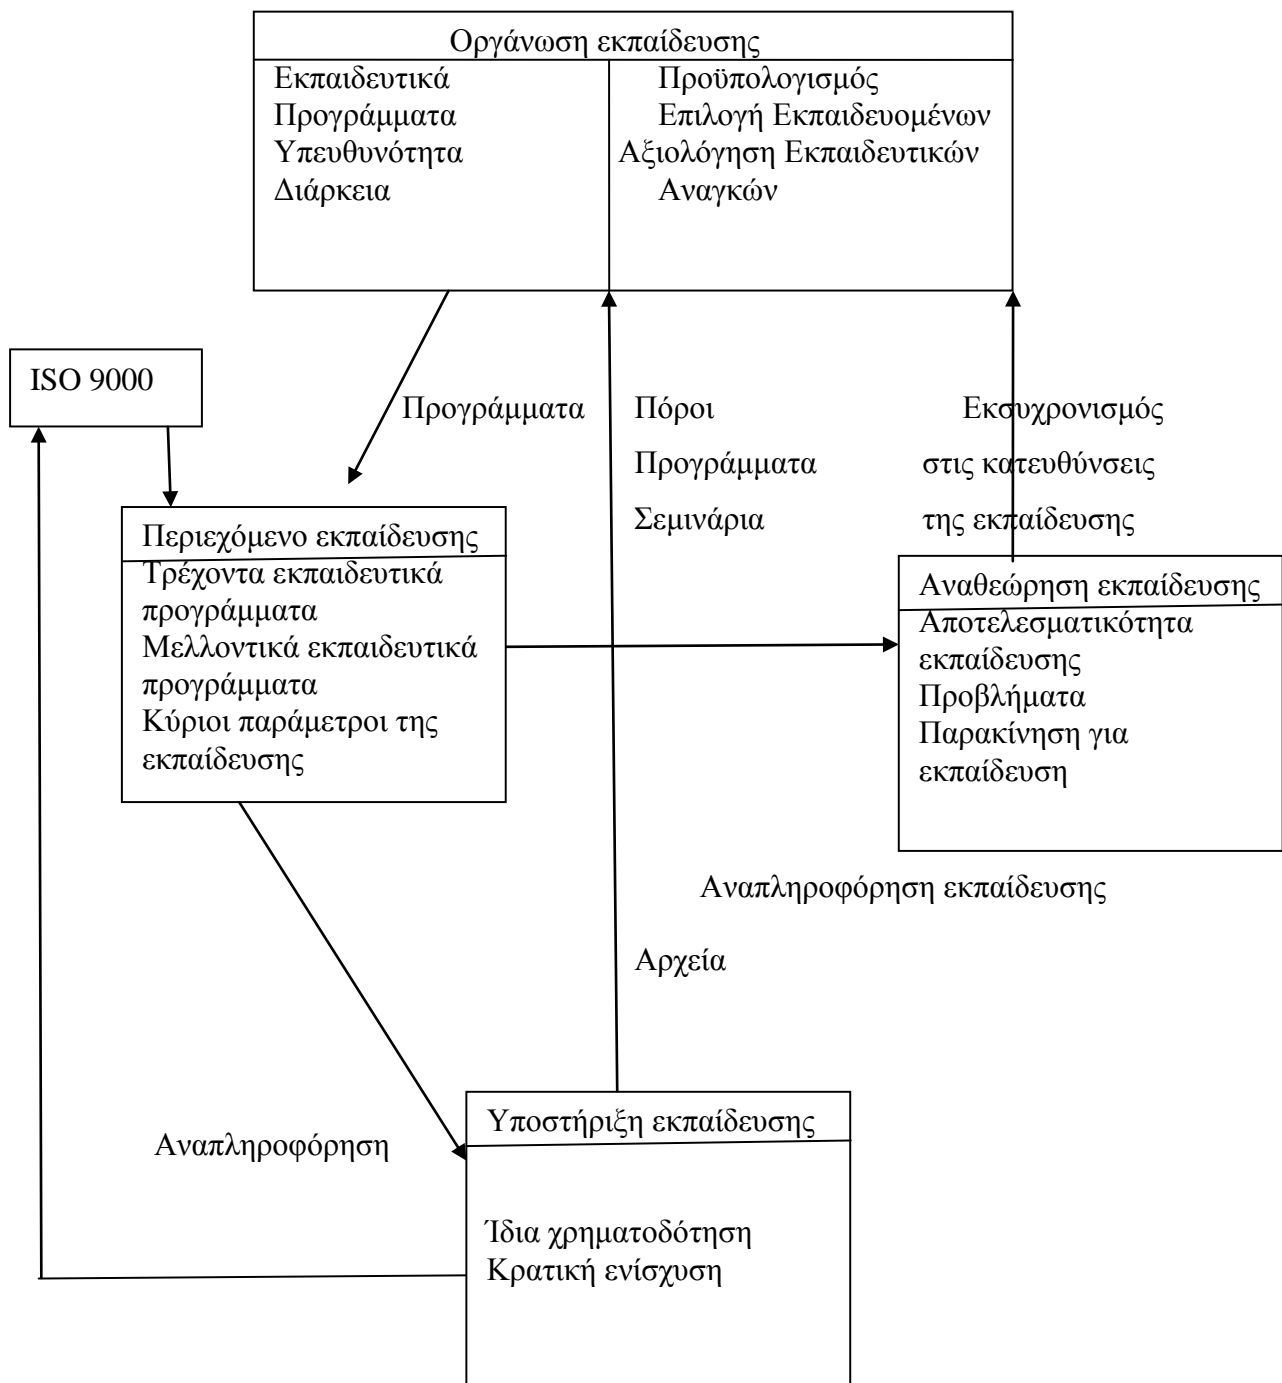 Οργάνωση εκπαίδευσης
Εκπαιδευτικά
Προγράμματα
Υπευθυνότητα
Διάρκεια
Προϋπολογισμός
Επιλογή Εκπαιδευομένων
Αξιολόγηση Εκπαιδευτικών
Αναγκών
ISO 9000
Προγράμματα
Πόροι
Προγράμματα
Σεμινάρια
Εκσυχρονισμός
στις κατευθύνσεις
της εκπαίδευσης
Περιεχόμενο εκπαίδευσης
Τρέχοντα εκπαιδευτικά
προγράμματα
Μελλοντικά εκπαιδευτικά
προγράμματα
Κύριοι παράμετροι της
εκπαίδευσης
Αναθεώρηση εκπαίδευσης
Αποτελεσματικότητα
εκπαίδευσης
Προβλήματα
Παρακίνηση για
εκπαίδευση
Αναπληροφόρηση εκπαίδευσης
Αρχεία
Αναπληροφόρηση
Υποστήριξη εκπαίδευσης
Ίδια χρηματοδότηση
Κρατική ενίσχυση